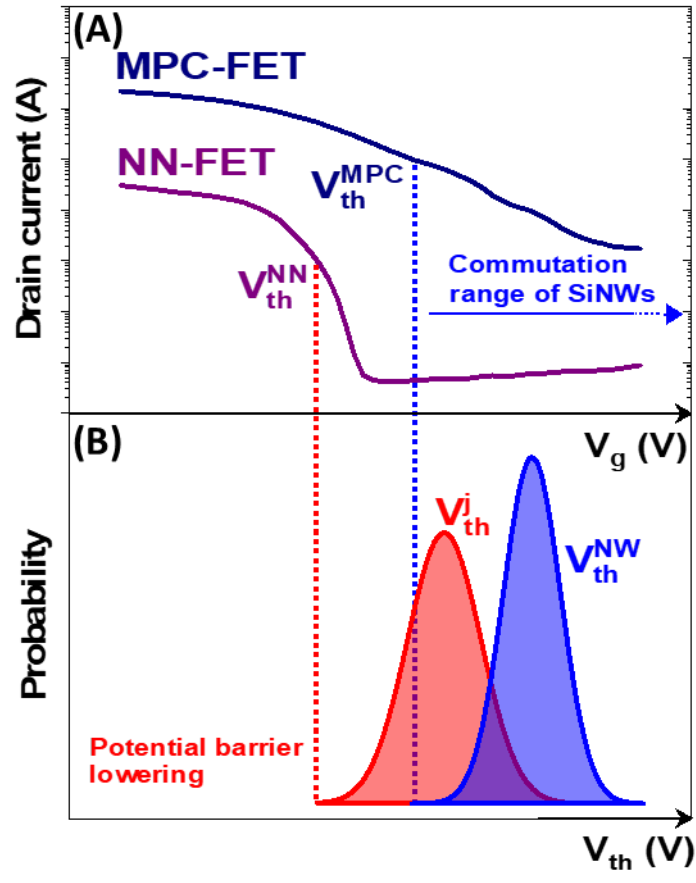 (A)
MPC-FET
NN-FET
V_th^MPC
V_th^NN
Commutation
range of SiNWs
Drain current (A)
V_g (V)
(B)
V_th^j
V_th^NW
Probability
Potential barrier
lowering
V_th (V)